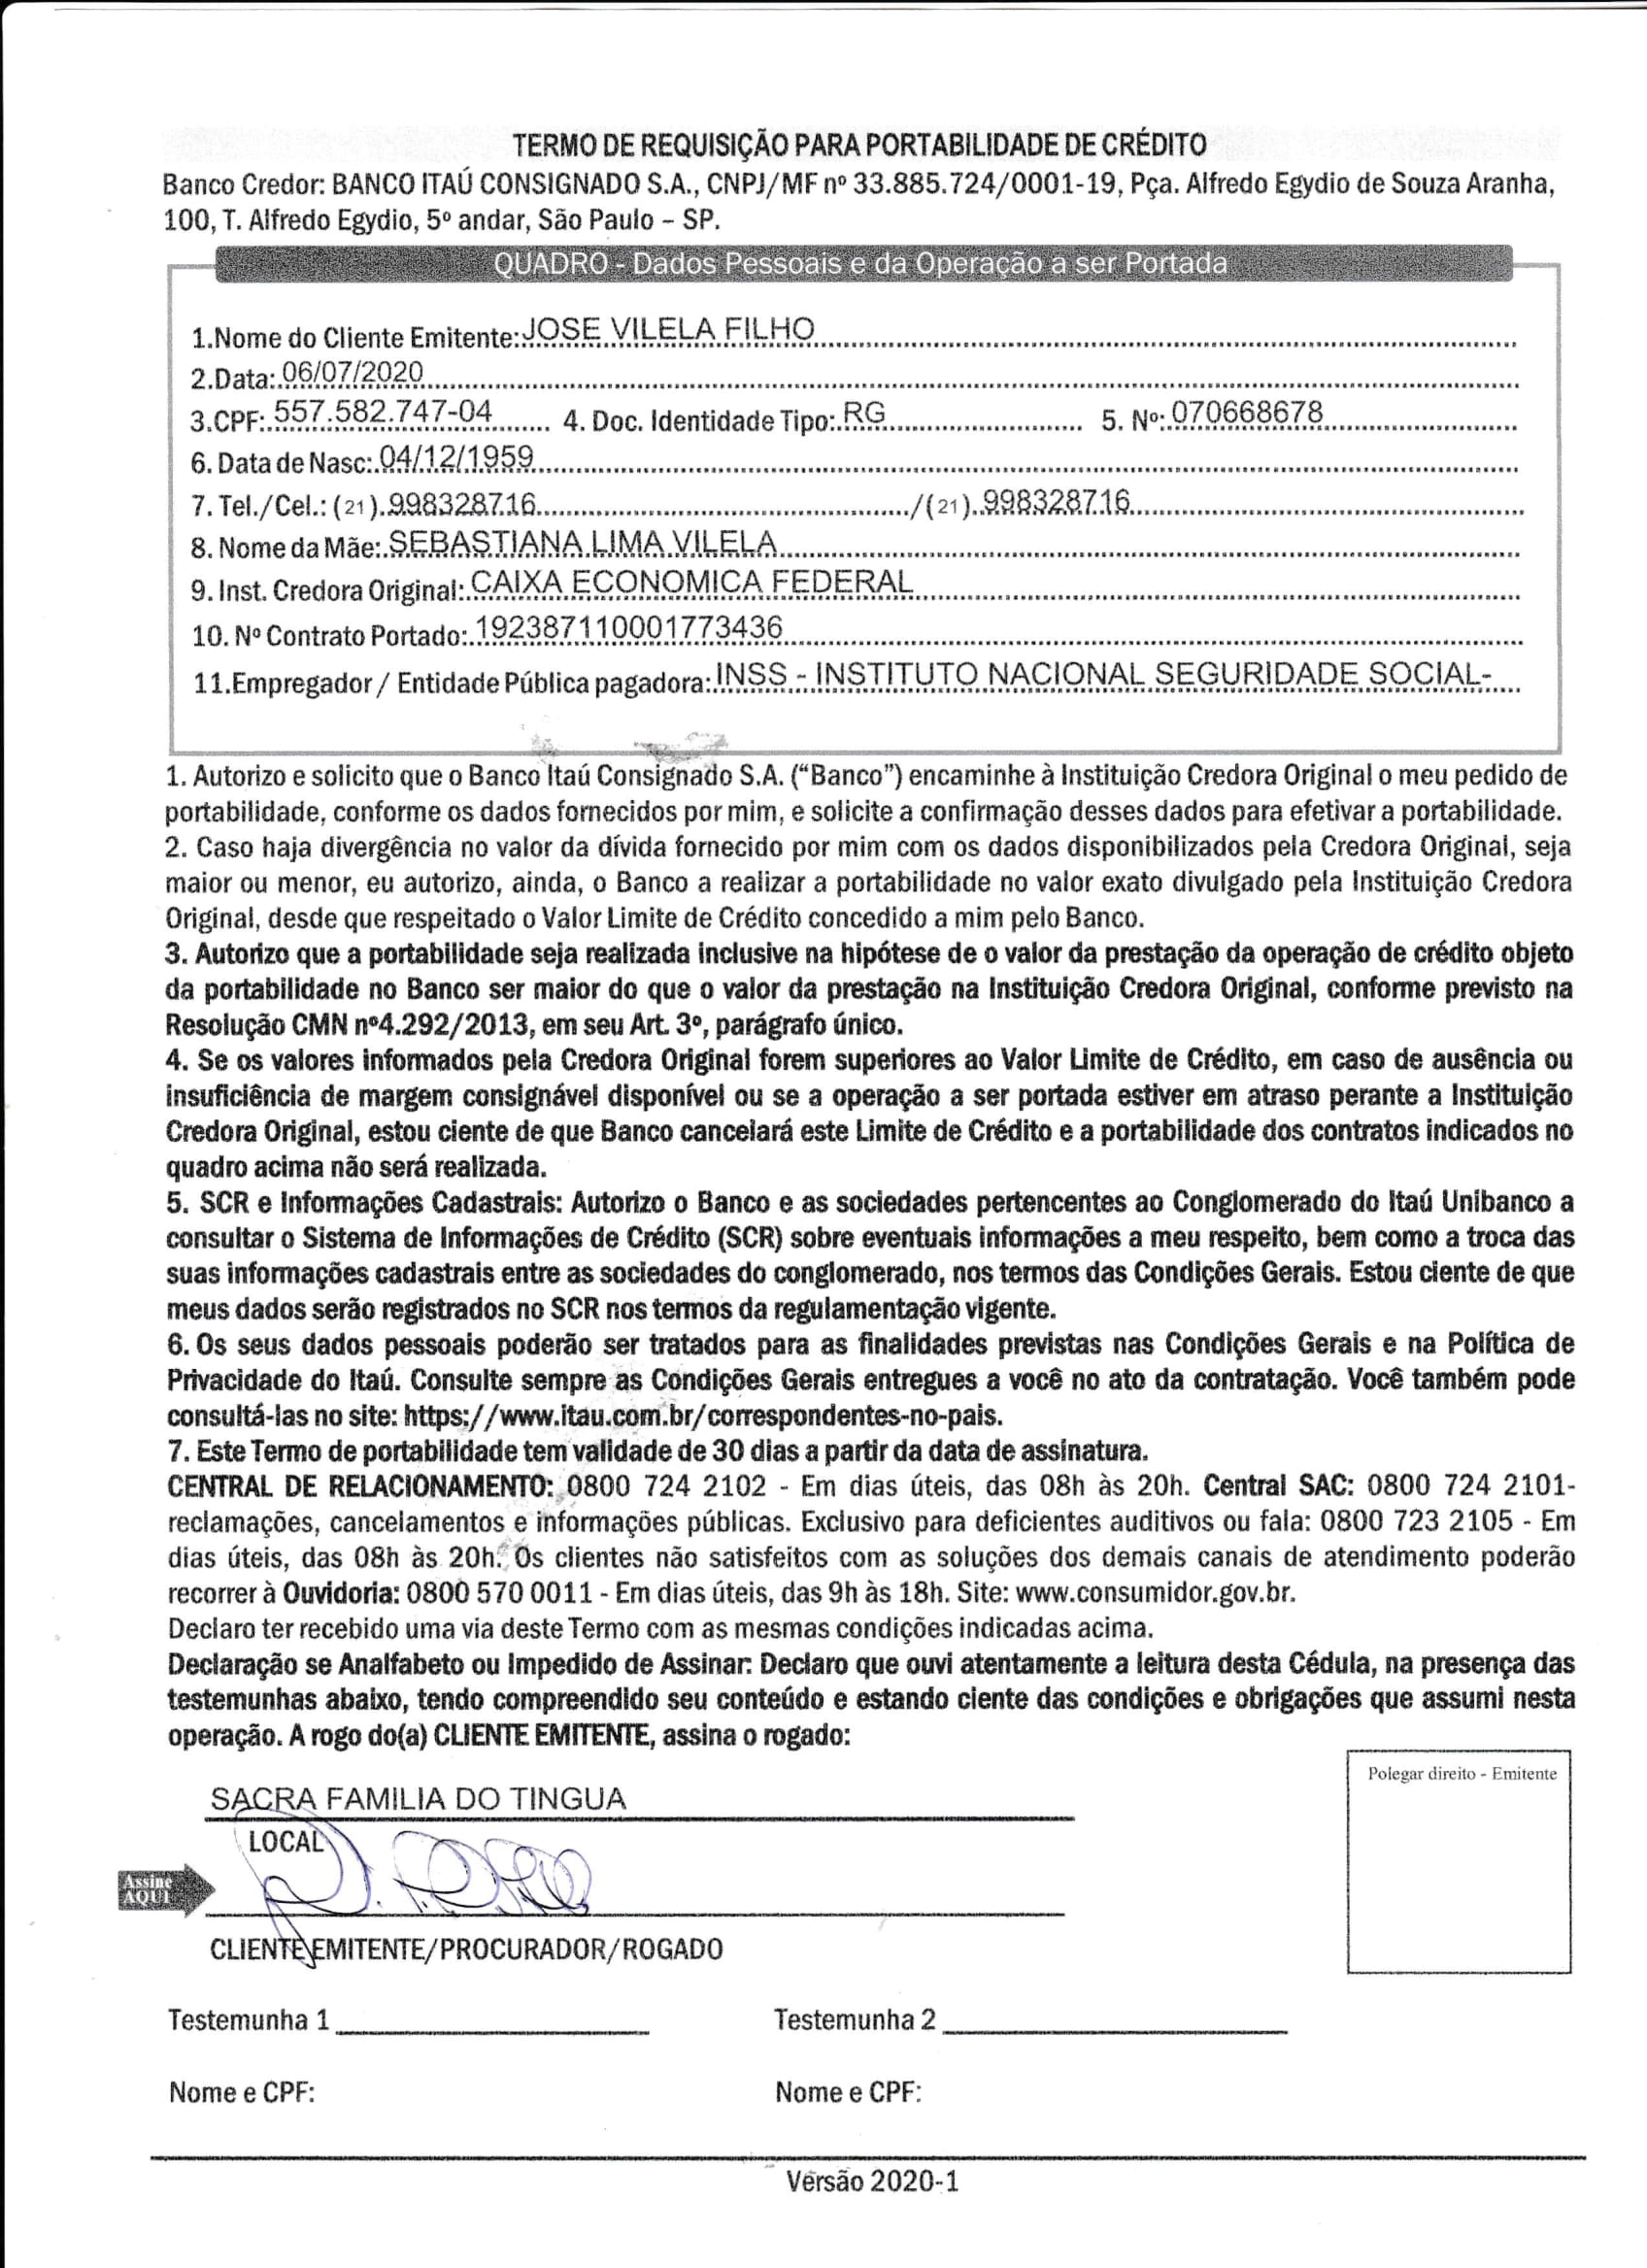 TERMO DE REQUISIÇÃO PARA PORTABILIDADE DE CRÉDITO
Banco Credor: BANCO ITAÚ CONSIGNADO S.A., CNPJ/MF nº 33.885.724/0001-19, Pça. Alfredo Egydio de Souza Aranha,
100, T. Alfredo Egydio, 5º andar, São Paulo – SP.
QUADRO - Dados Pessoais e da Operação a ser Portada
1.Nome do Cliente Emitente: JOSE VILELA FILHO
2.Data: 06/07/2020
3.CPF: 557.582.747-04 4. Doc. Identidade Tipo: RG 5. Nº: 070668678
6. Data de Nasc: 04/12/1959
7. Tel./Cel.: (21) 998328716 /(21) 998328716
8. Nome da Mãe: SEBASTIANA LIMA VILELA
9. Inst. Credora Original: CAIXA ECONOMICA FEDERAL
10. Nº Contrato Portado: 192387110001773436
11.Empregador / Entidade Pública pagadora: INSS - INSTITUTO NACIONAL SEGURIDADE SOCIAL-
1. Autorizo e solicito que o Banco Itaú Consignado S.A. (“Banco”) encaminhe à Instituição Credora Original o meu pedido de
portabilidade, conforme os dados fornecidos por mim, e solicite a confirmação desses dados para efetivar a portabilidade.
2. Caso haja divergência no valor da dívida fornecido por mim com os dados disponibilizados pela Credora Original, seja
maior ou menor, eu autorizo, ainda, o Banco a realizar a portabilidade no valor exato divulgado pela Instituição Credora
Original, desde que respeitado o Valor Limite de Crédito concedido a mim pelo Banco.
3. Autorizo que a portabilidade seja realizada inclusive na hipótese de o valor da prestação da operação de crédito objeto
da portabilidade no Banco ser maior do que o valor da prestação na Instituição Credora Original, conforme previsto na
Resolução CMN nº4.292/2013, em seu Art. 3º, parágrafo único.
4. Se os valores informados pela Credora Original forem superiores ao Valor Limite de Crédito, em caso de ausência ou
insuficiência de margem consignável disponível ou se a operação a ser portada estiver em atraso perante a Instituição
Credora Original, estou ciente de que Banco cancelará este Limite de Crédito e a portabilidade dos contratos indicados no
quadro acima não será realizada.
5. SCR e Informações Cadastrais: Autorizo o Banco e as sociedades pertencentes ao Conglomerado do Itaú Unibanco a
consultar o Sistema de Informações de Crédito (SCR) sobre eventuais informações a meu respeito, bem como a troca das
suas informações cadastrais entre as sociedades do conglomerado, nos termos das Condições Gerais. Estou ciente de que
meus dados serão registrados no SCR nos termos da regulamentação vigente.
6. Os seus dados pessoais poderão ser tratados para as finalidades previstas nas Condições Gerais e na Política de
Privacidade do Itaú. Consulte sempre as Condições Gerais entregues a você no ato da contratação. Você também pode
consultá-las no site: https://www.itau.com.br/correspondentes-no-pais.
7. Este Termo de portabilidade tem validade de 30 dias a partir da data de assinatura.
CENTRAL DE RELACIONAMENTO: 0800 724 2102 - Em dias úteis, das 08h às 20h. Central SAC: 0800 724 2101-
reclamações, cancelamentos e informações públicas. Exclusivo para deficientes auditivos ou fala: 0800 723 2105 - Em
dias úteis, das 08h às 20h. Os clientes não satisfeitos com as soluções dos demais canais de atendimento poderão
recorrer à Ouvidoria: 0800 570 0011 - Em dias úteis, das 9h às 18h. Site: www.consumidor.gov.br.
Declaro ter recebido uma via deste Termo com as mesmas condições indicadas acima.
Declaração se Analfabeto ou Impedido de Assinar: Declaro que ouvi atentamente a leitura desta Cédula, na presença das
testemunhas abaixo, tendo compreendido seu conteúdo e estando ciente das condições e obrigações que assumi nesta
operação. A rogo do(a) CLIENTE EMITENTE, assina o rogado:
Polegar direito - Emitente
SACRA FAMILIA DO TINGUA
LOCAL
Assine
AQUI
CLIENTE EMITENTE/PROCURADOR/ROGADO
Testemunha 1 Testemunha 2
Nome e CPF: Nome e CPF:
Versão 2020-1